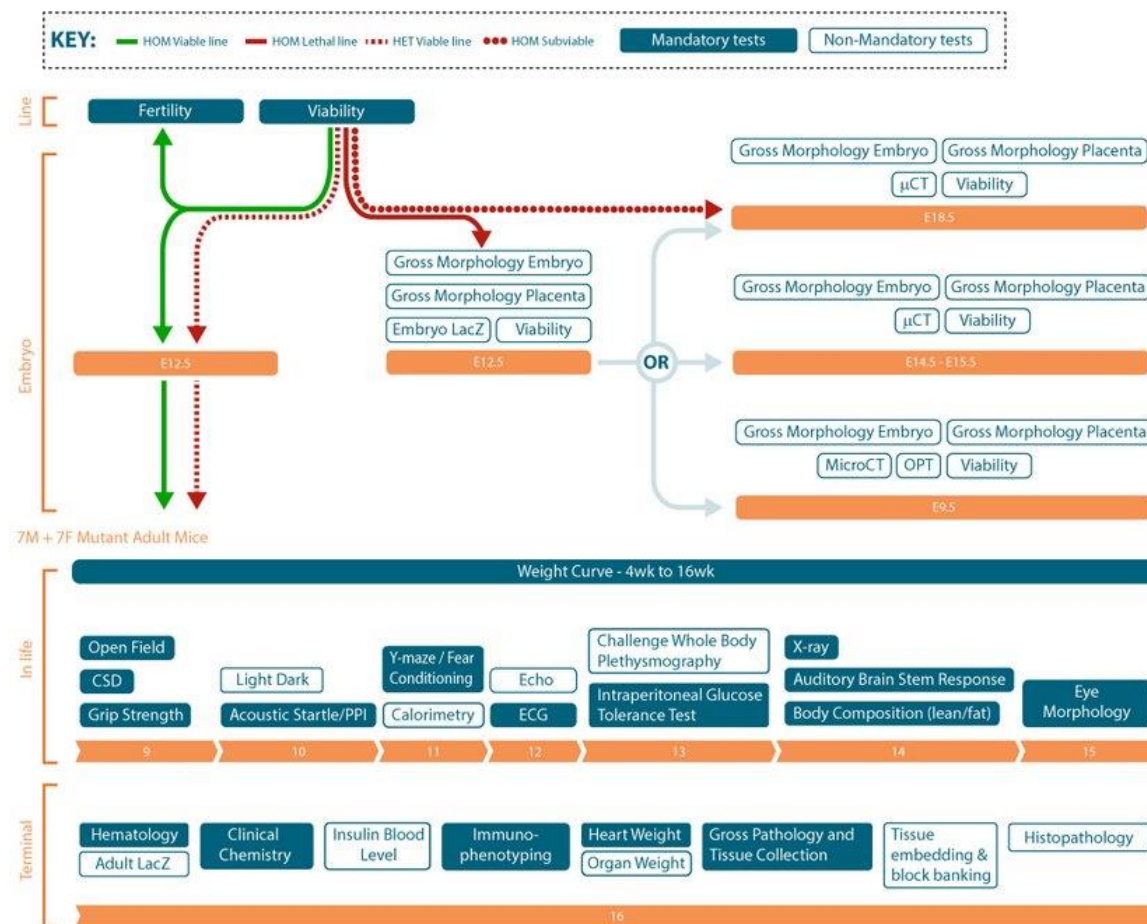 KEY:
HOM Viable line
HOM Lethal line
HET Viable line
HOM Subviable
Mandatory tests
Non-Mandatory tests
Line
Fertility
Viability
Embryo
Gross Morphology Embryo
Gross Morphology Placenta
μCT
Viability
E18.5
Gross Morphology Embryo
Gross Morphology Placenta
Embryo LacZ
Viability
E12.5
E12.5
OR
Gross Morphology Embryo
Gross Morphology Placenta
μCT
Viability
E14.5 - E15.5
Gross Morphology Embryo
Gross Morphology Placenta
MicroCT
OPT
Viability
E9.5
7M + 7F Mutant Adult Mice
In life
Weight Curve - 4wk to 16wk
Open Field
CSD
Grip Strength
9
Light Dark
Acoustic Startle/PPI
10
Y-maze / Fear
Conditioning
Calorimetry
11
Echo
ECG
12
Challenge Whole Body
Plethysmography
Intraperitoneal Glucose
Tolerance Test
13
X-ray
Auditory Brain Stem Response
Body Composition (lean/fat)
14
Eye
Morphology
15
Terminal
Hematology
Adult LacZ
Clinical
Chemistry
Insulin Blood
Level
Immuno-
phenotyping
Heart Weight
Organ Weight
Gross Pathology and
Tissue Collection
Tissue
embedding &
block banking
Histopathology
16